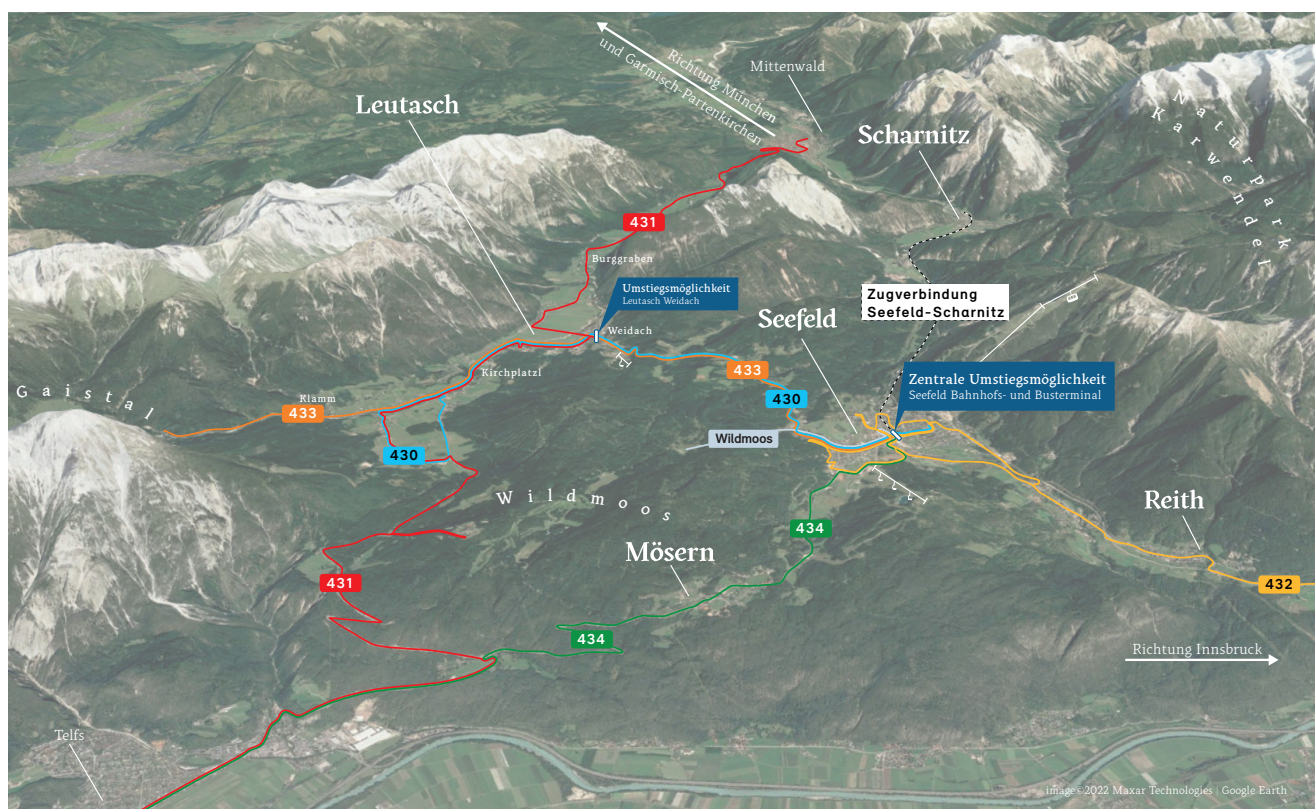 Richtung München
und Garmisch-Partenkirchen
Mittenwald
Leutasch
Scharnitz
Naturpark
Karwendel
431
Burggraben
Umstiegsmöglichkeit
Leutasch Weidach
Zugverbindung
Seefeld-Scharnitz
Seefeld
Weidach
Kirchplatzl
433
Zentrale Umstiegsmöglichkeit
Seefeld Bahnhofs- und Busterminal
Gaistal
Klamm
433
430
Wildmoos
430
Wildmoos
434
Reith
Mösern
431
432
434
Richtung Innsbruck
Telfs
image©2022 Maxar Technologies | Google Earth